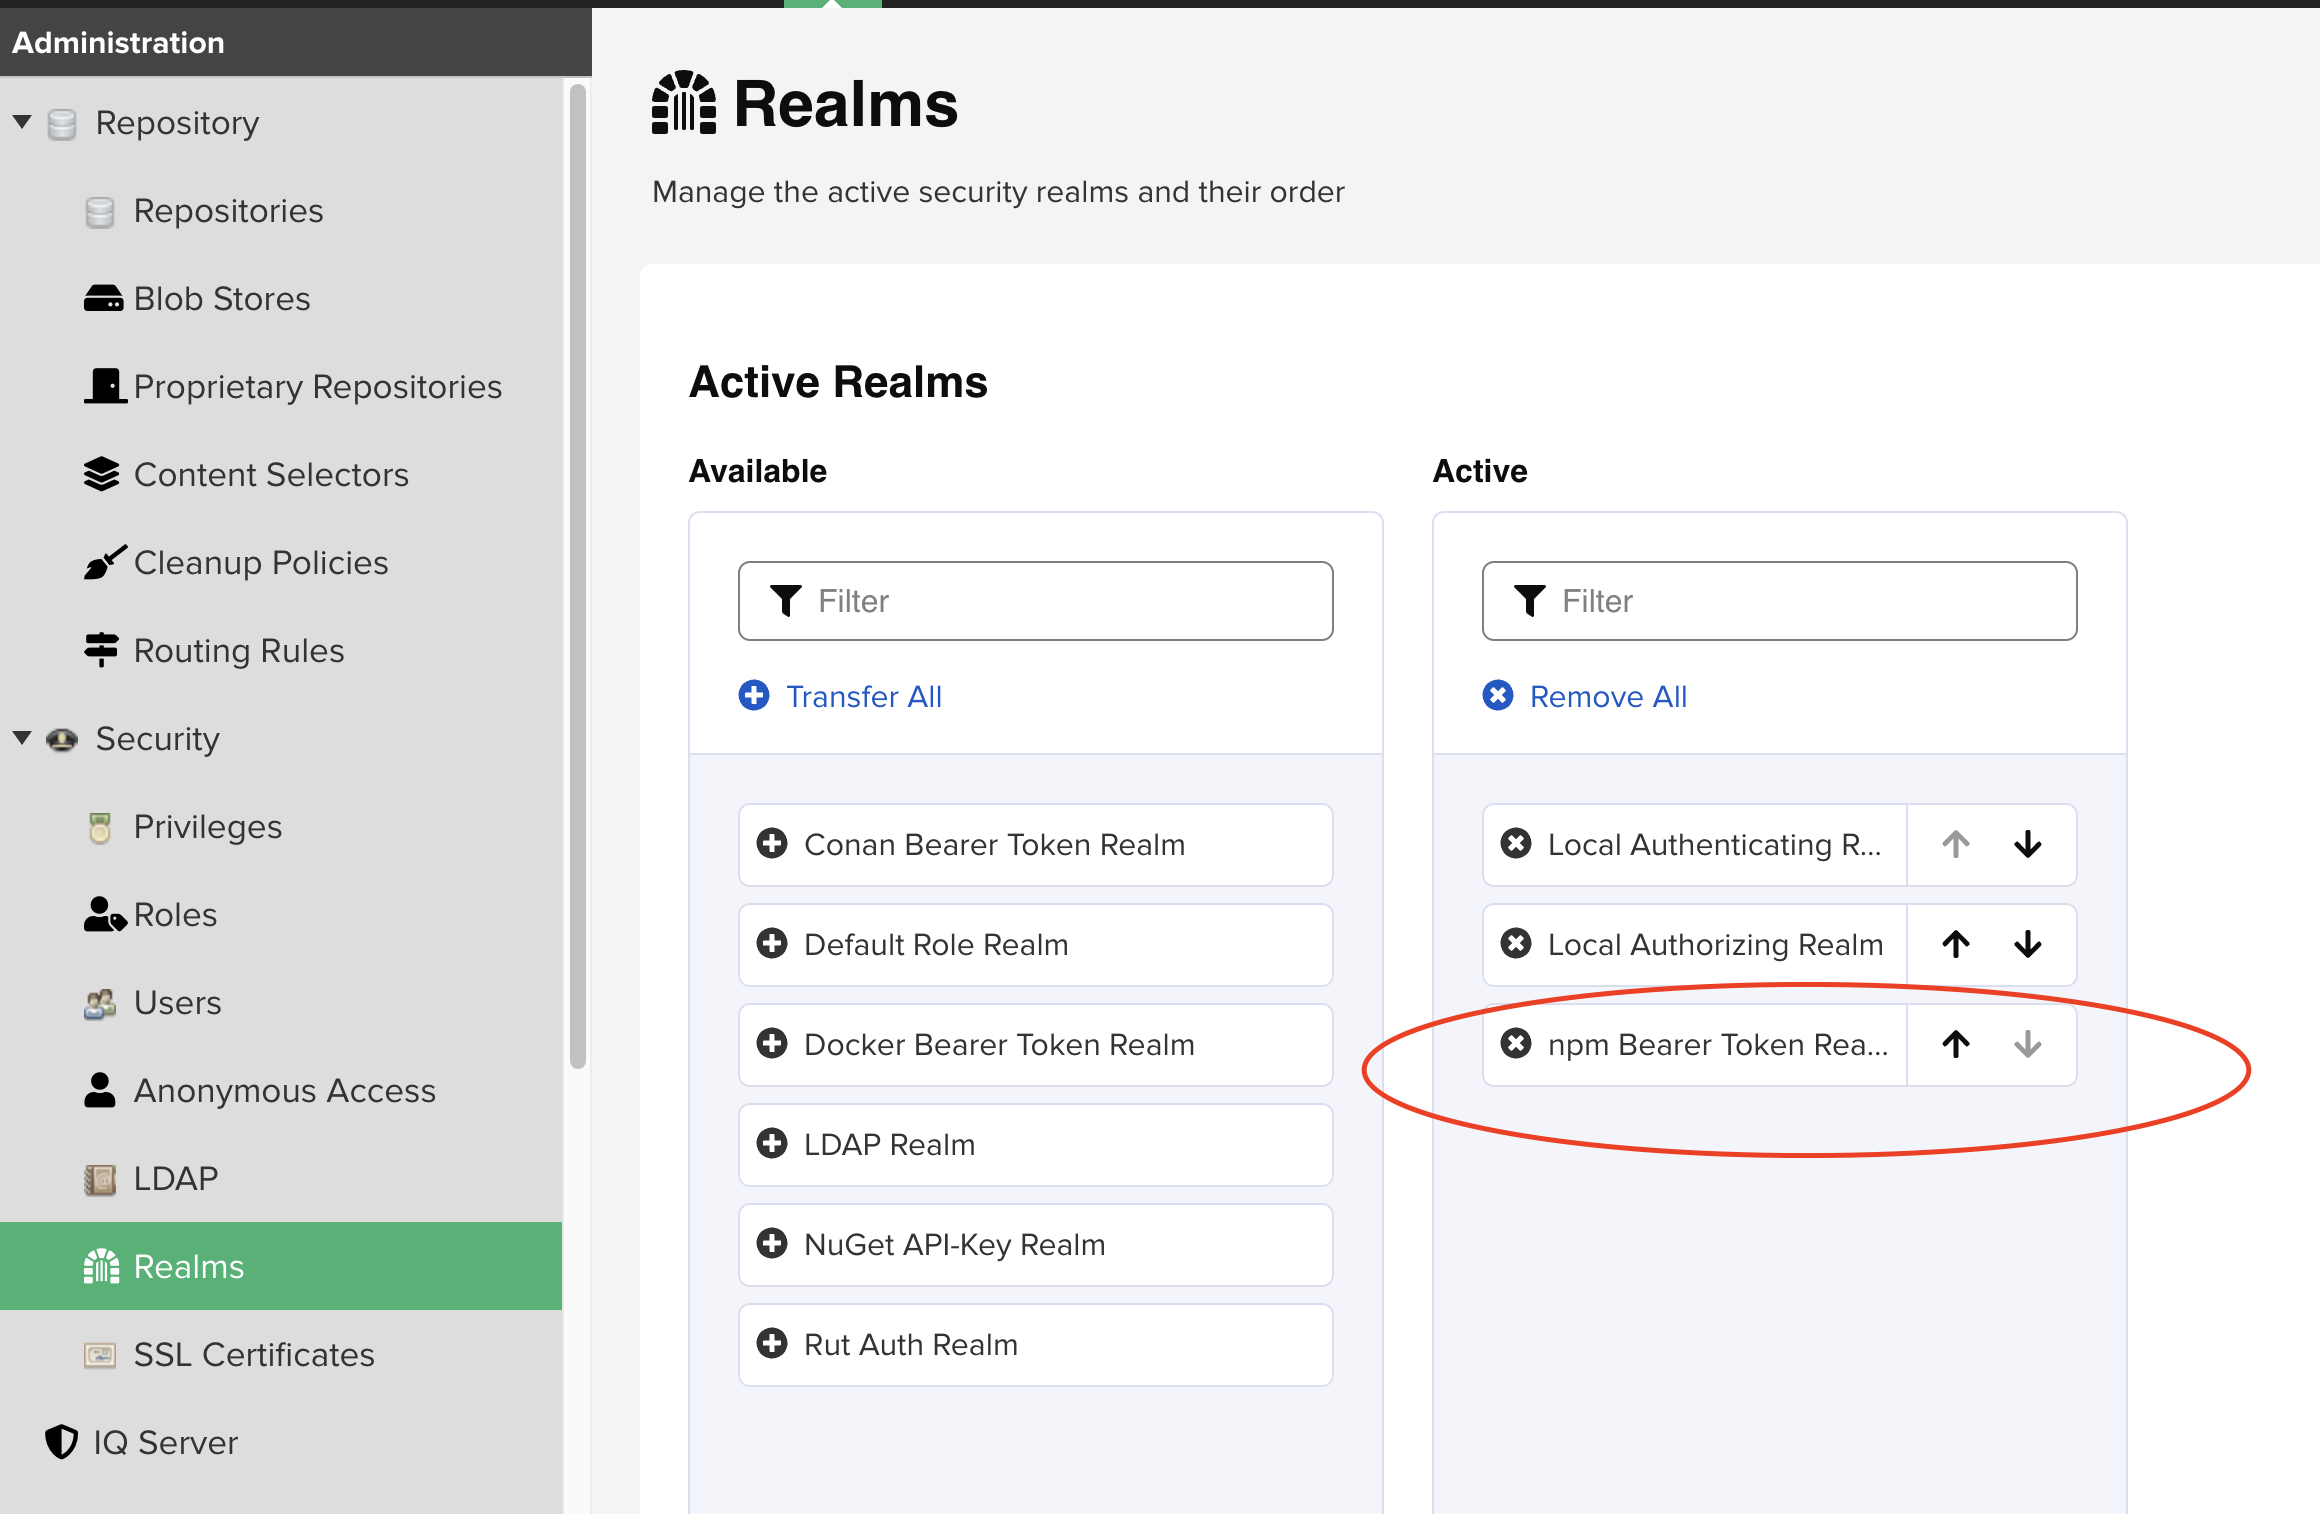 Administration
Repository
Repositories
Blob Stores
Proprietary Repositories
Content Selectors
Cleanup Policies
Routing Rules
Security
Privileges
Roles
Users
Anonymous Access
LDAP
Realms
SSL Certificates
IQ Server
Realms
Manage the active security realms and their order
Active Realms
Available
Filter
Transfer All
Conan Bearer Token Realm
Default Role Realm
Docker Bearer Token Realm
LDAP Realm
NuGet API-Key Realm
Rut Auth Realm
Active
Filter
Remove All
Local Authenticating R...
Local Authorizing Realm
npm Bearer Token Rea...